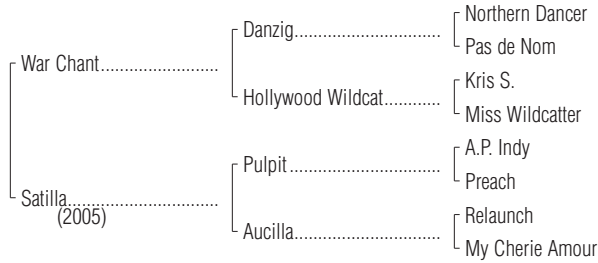 Northern Dancer
Danzig
Pas de Nom
War Chant
Kris S.
Hollywood Wildcat
Miss Wildcatter
A.P. Indy
Pulpit
Preach
Satilla
(2005)
Relaunch
Aucilla
My Cherie Amour